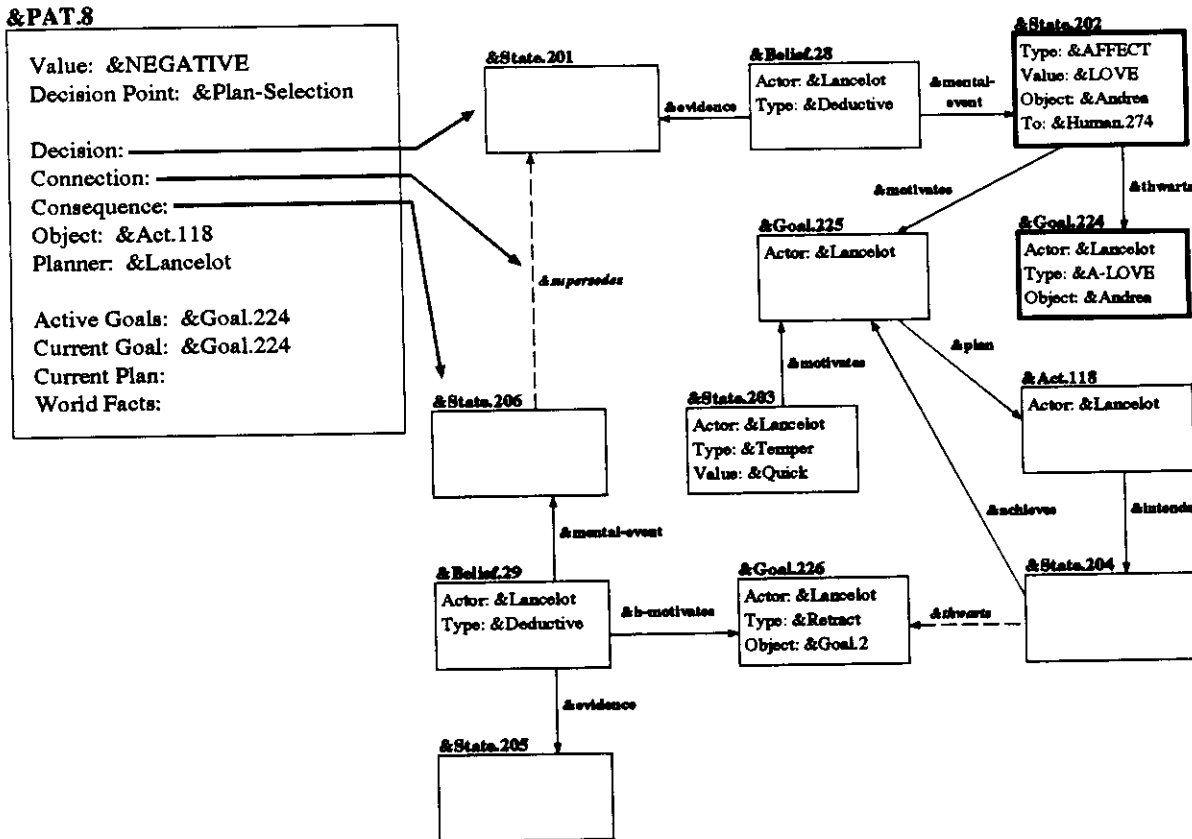 &PAT.8
Value: &NEGATIVE
Decision Point: &Plan-Selection
Decision:
Connection:
Consequence:
Object: &Act.118
Planner: &Lancelot
Active Goals: &Goal.224
Current Goal: &Goal.224
Current Plan:
World Facts:
&State.201
&evidence
&Belief.28
Actor: &Lancelot
Type: &Deductive
&mental-
event
&State.202
Type: &AFFECT
Value: &LOVE
Object: &Andrea
To: &Human.274
&motivates
&thwarts
&Goal.225
Actor: &Lancelot
&Goal.224
Actor: &Lancelot
Type: &A-LOVE
Object: &Andrea
&supersedes
&motivates
&plan
&State.203
Actor: &Lancelot
Type: &Temper
Value: &Quick
&Act.118
Actor: &Lancelot
&State.206
&achieves
&intends
&mental-event
&Belief.29
Actor: &Lancelot
Type: &Deductive
&b-motivates
&Goal.226
Actor: &Lancelot
Type: &Retract
Object: &Goal.2
&thwarts
&State.204
&evidence
&State.205